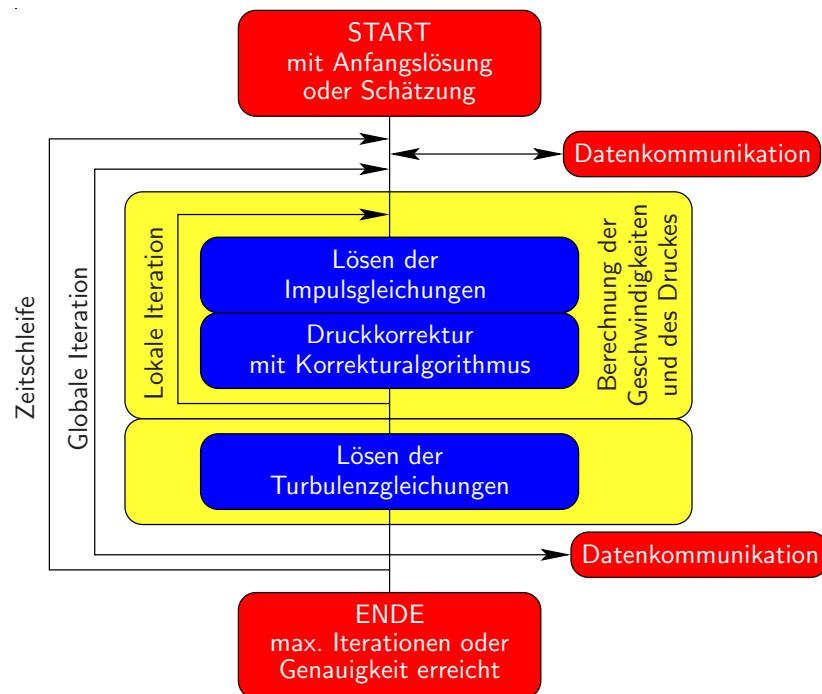 START
mit Anfangslösung
oder Schätzung
Datenkommunikation
Zeitschleife
Globale Iteration
Lokale Iteration
Lösen der
Impulsgleichungen
Druckkorrektur
mit Korrekturalgorithmus
Berechnung der
Geschwindigkeiten
und des Druckes
Lösen der
Turbulenzgleichungen
Datenkommunikation
ENDE
max. Iterationen oder
Genauigkeit erreicht